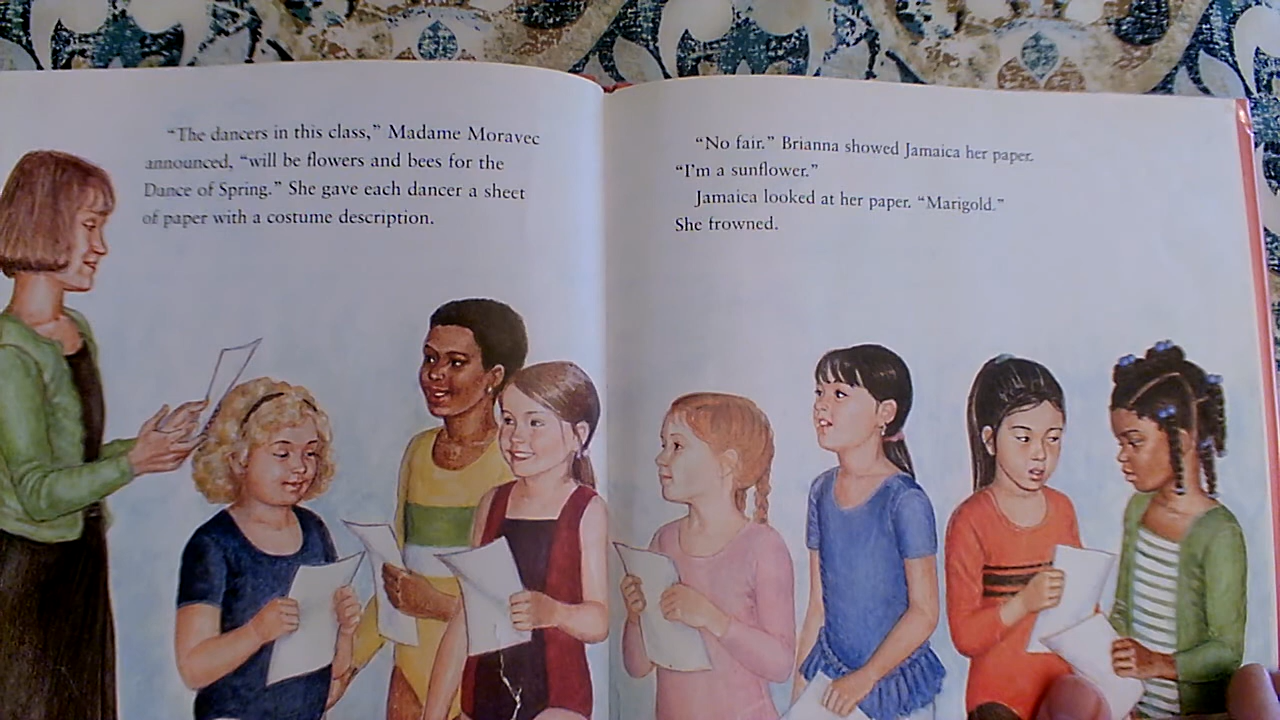 “The dancers in this class,” Madame Moravec
announced, “will be flowers and bees for the
Dance of Spring.” She gave each dancer a sheet
of paper with a costume description.
“No fair.” Brianna showed Jamaica her paper.
“I’m a sunflower.”
Jamaica looked at her paper. “Marigold.”
She frowned.